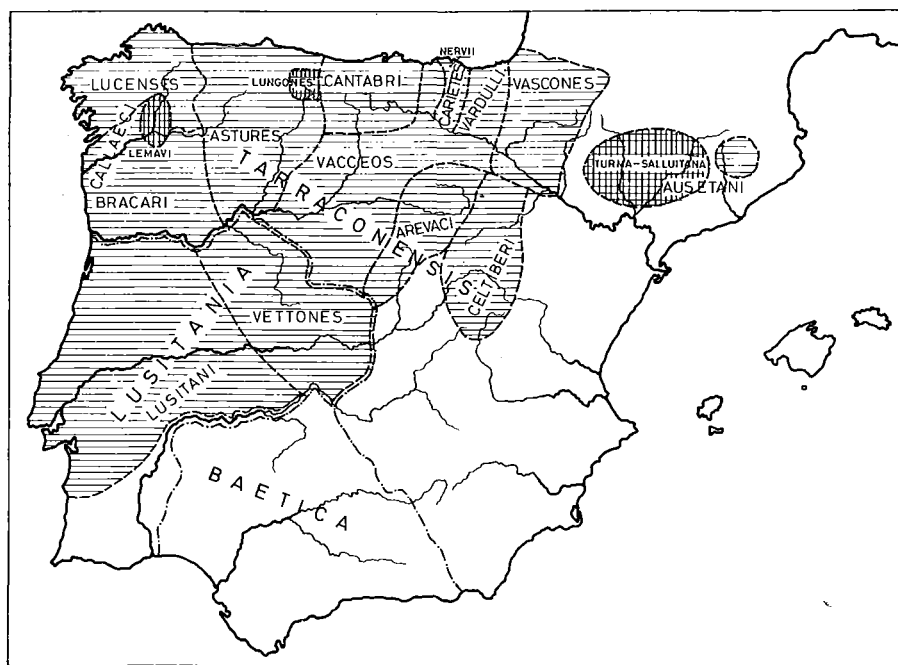 NERVII
LUCENSIS
LUNGONES
CANTABRI
CARIETES
VARDULLI
VASCONES
CALLAECI
LEMAVI
ASTURES
VACCEOS
TURMA-SALLUITANA
AUSETANI
BRACARI
TARRACONENSIS
AREVACI
CELTIBERI
VETTONES
LUSITANIA
LUSITANI
BAETICA